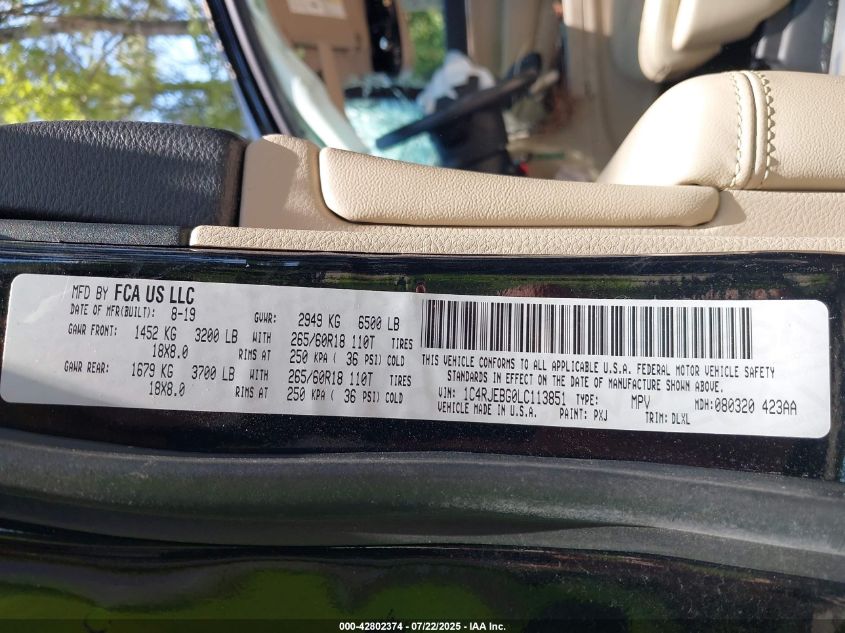 MFD BY FCA US LLC
DATE OF MFR(BUILT): 8-19 GVWR: 2949 KG 6500 LB
GAWR FRONT: 1452 KG 3200 LB WITH 265/60R18 110T TIRES
18X8.0 RIMS AT 250 KPA ( 36 PSI) COLD
GAWR REAR: 1679 KG 3700 LB WITH 265/60R18 110T TIRES
18X8.0 RIMS AT 250 KPA ( 36 PSI) COLD
THIS VEHICLE CONFORMS TO ALL APPLICABLE U.S.A. FEDERAL MOTOR VEHICLE SAFETY
STANDARDS IN EFFECT ON THE DATE OF MANUFACTURE SHOWN ABOVE.
VIN: 1C4RJEBG0LC113851 TYPE: MPV MDH: 080320 423AA
VEHICLE MADE IN U.S.A. PAINT: PXJ TRIM: DLXL
000-42802374 - 07/22/2025 - IAA Inc.